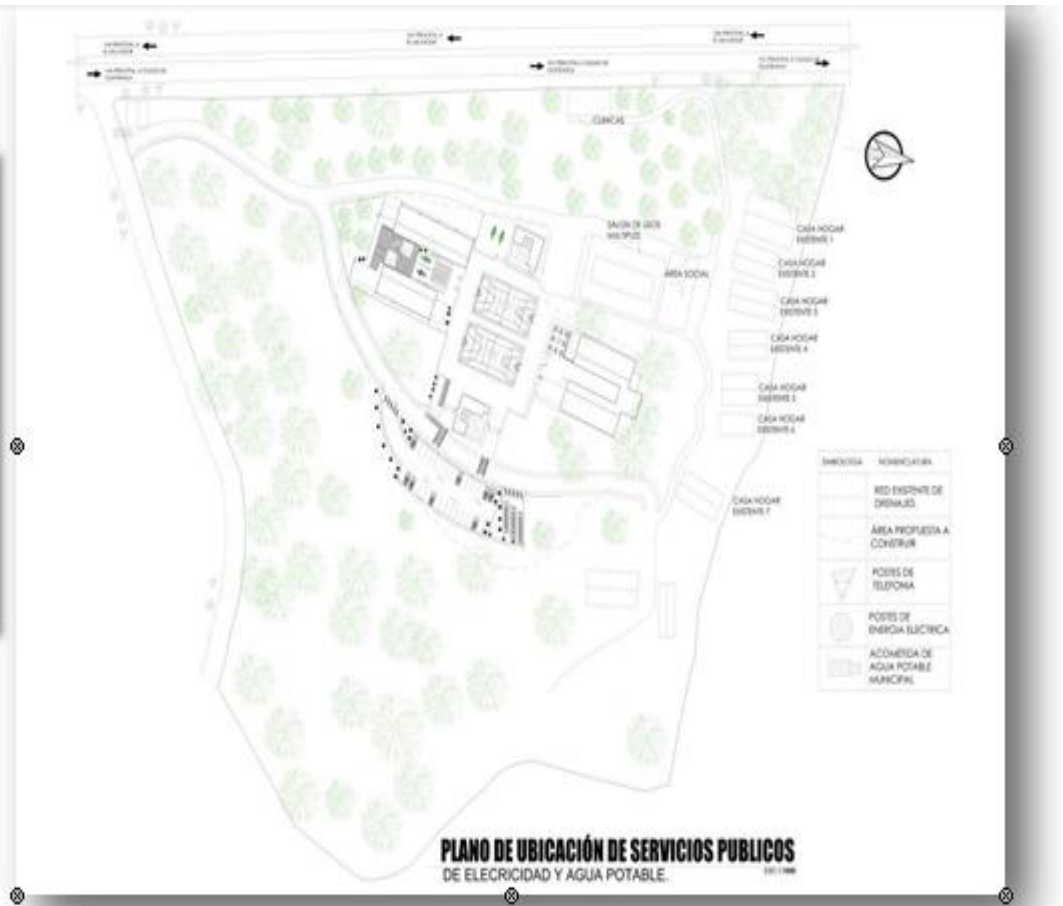 CLINICAS
SALON DE USOS
MULTIPLES
ÁREA SOCIAL
CASA HOGAR
EXISTENTE 1
CASA HOGAR
EXISTENTE 2
CASA HOGAR
EXISTENTE 3
CASA HOGAR
EXISTENTE 4
CASA HOGAR
EXISTENTE 5
CASA HOGAR
EXISTENTE 6
CASA HOGAR
EXISTENTE 7
SIMBOLOGIA NOMENCLATURA
RED EXISTENTE DE
DRENAJES.
ÁREA PROPUESTA A
CONSTRUIR
POSTES DE
TELEFONIA
POSTES DE
ENERGIA ELECTRICA
ACOMETIDA DE
AGUA POTABLE
MUNICIPAL
PLANO DE UBICACIÓN DE SERVICIOS PUBLICOS
DE ELECRICIDAD Y AGUA POTABLE.